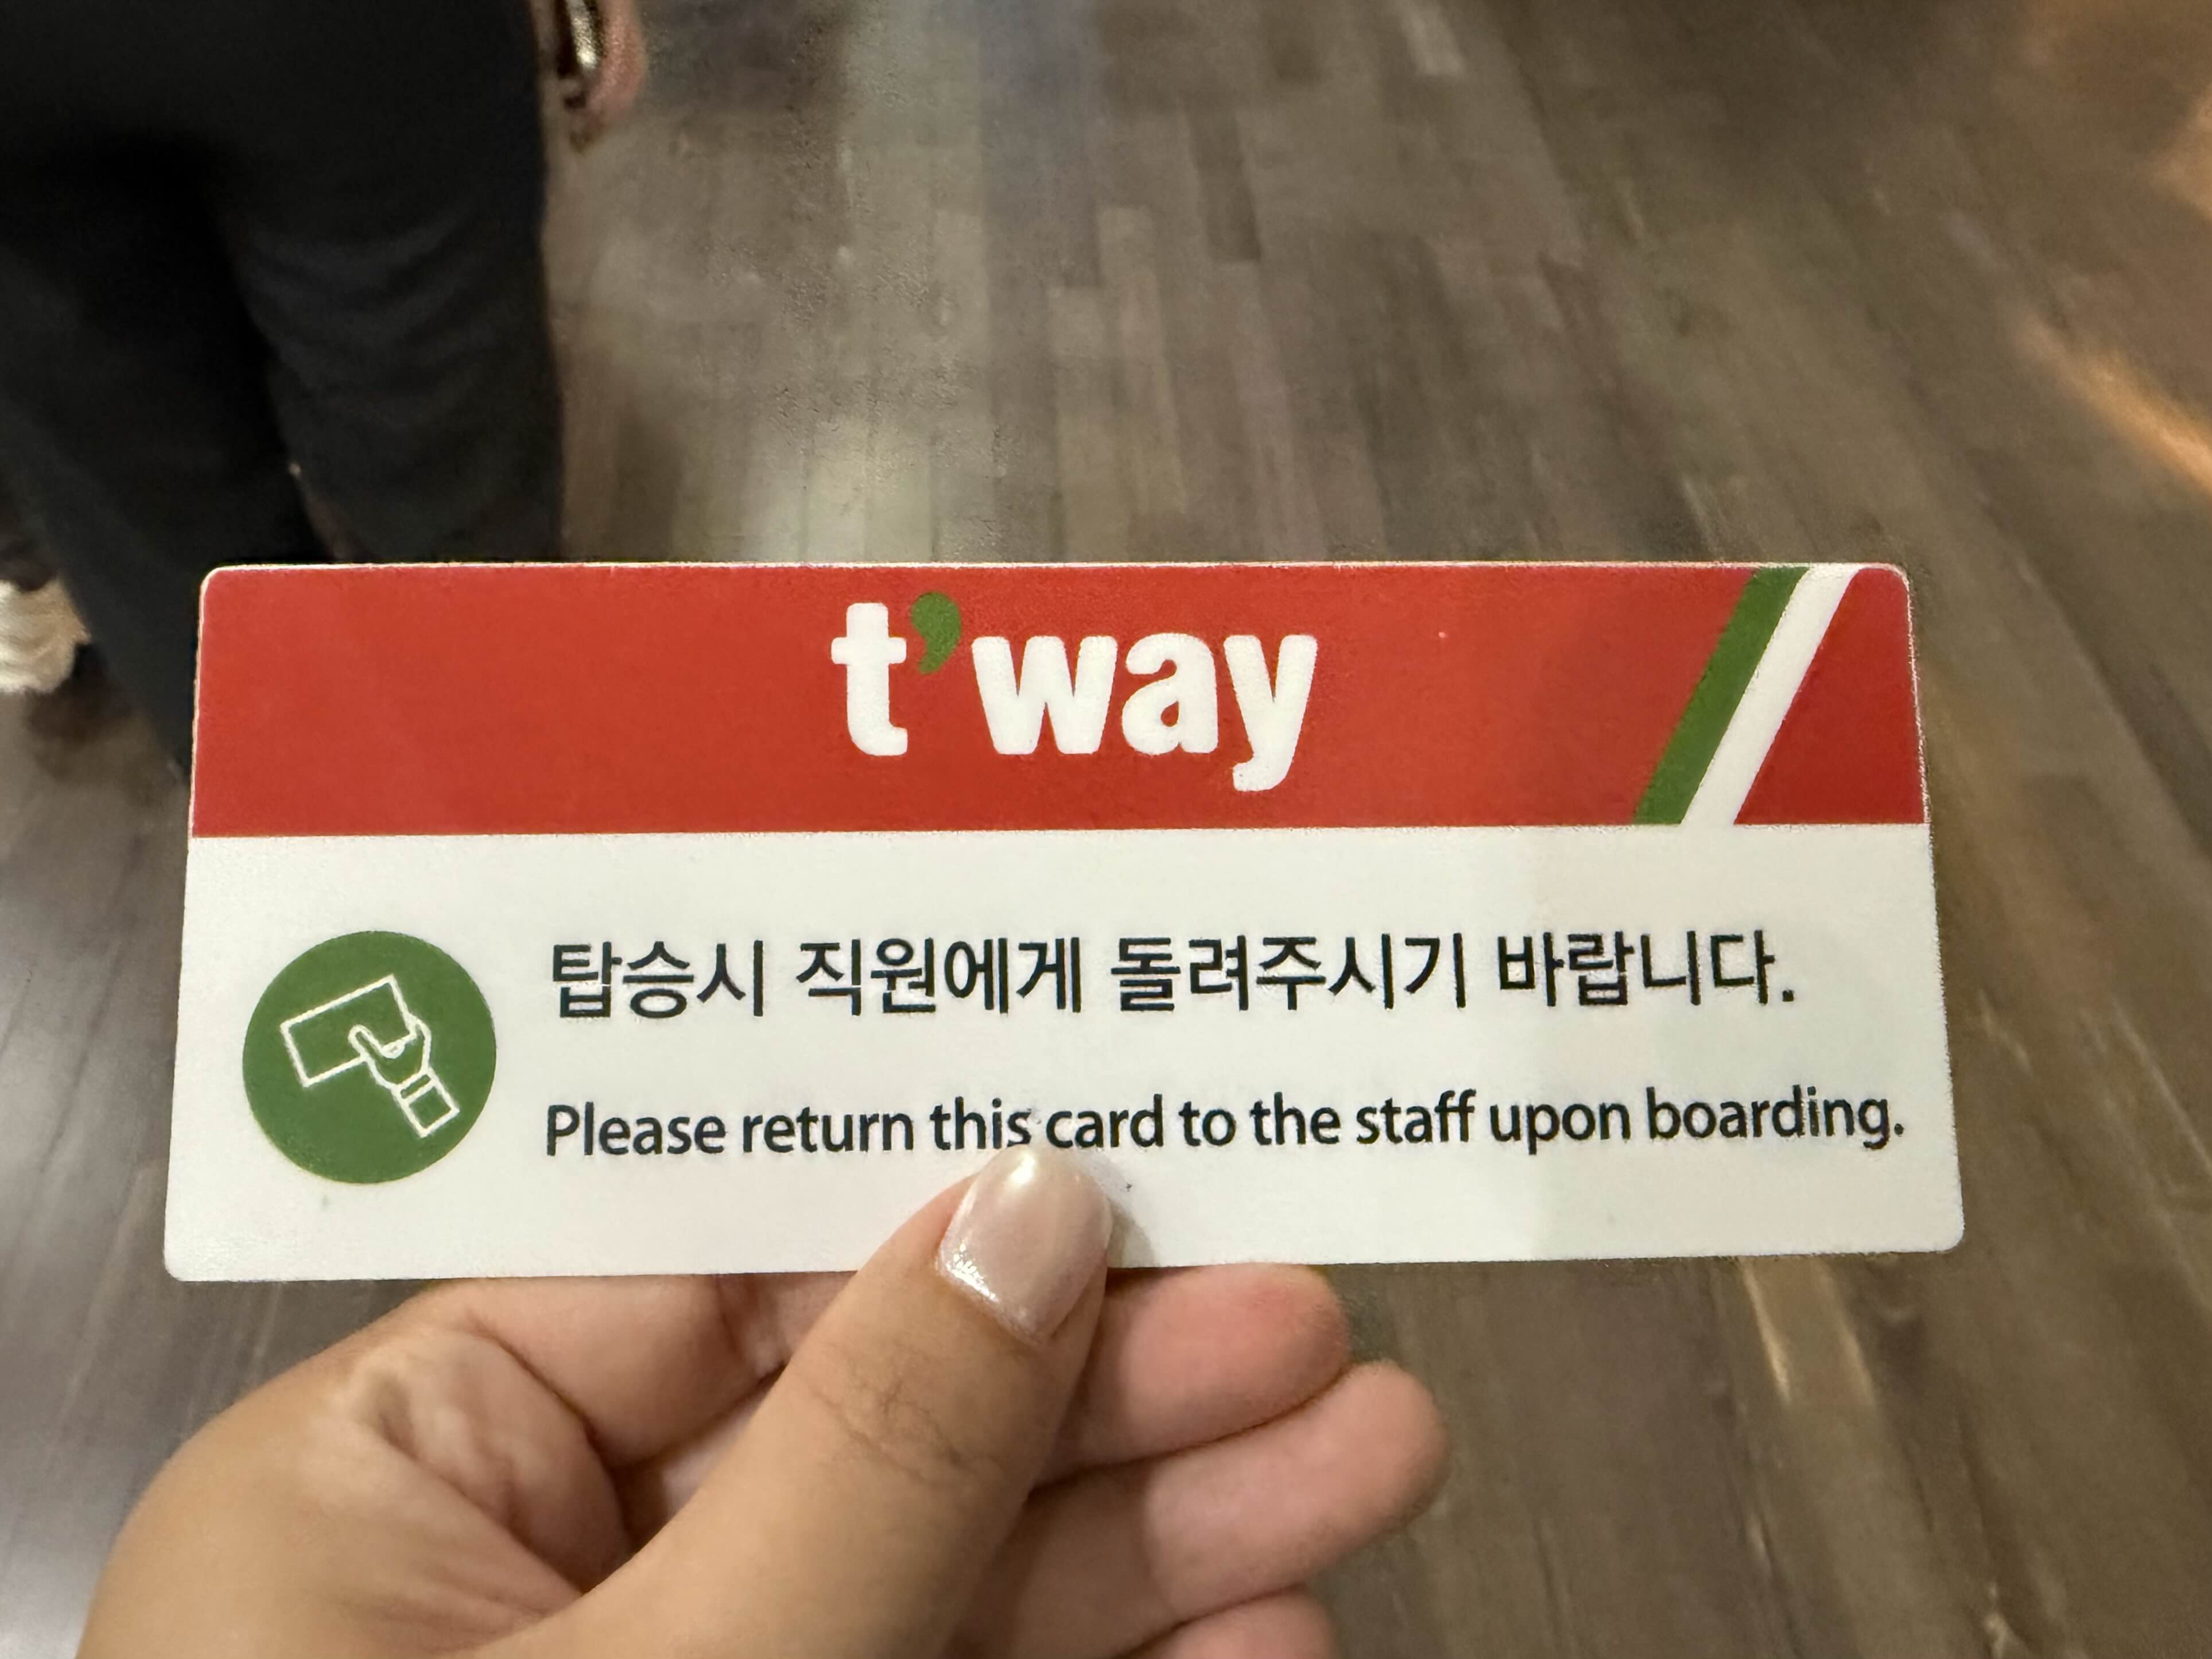 t'way
탑승시 직원에게 돌려주시기 바랍니다.
Please return this card to the staff upon boarding.